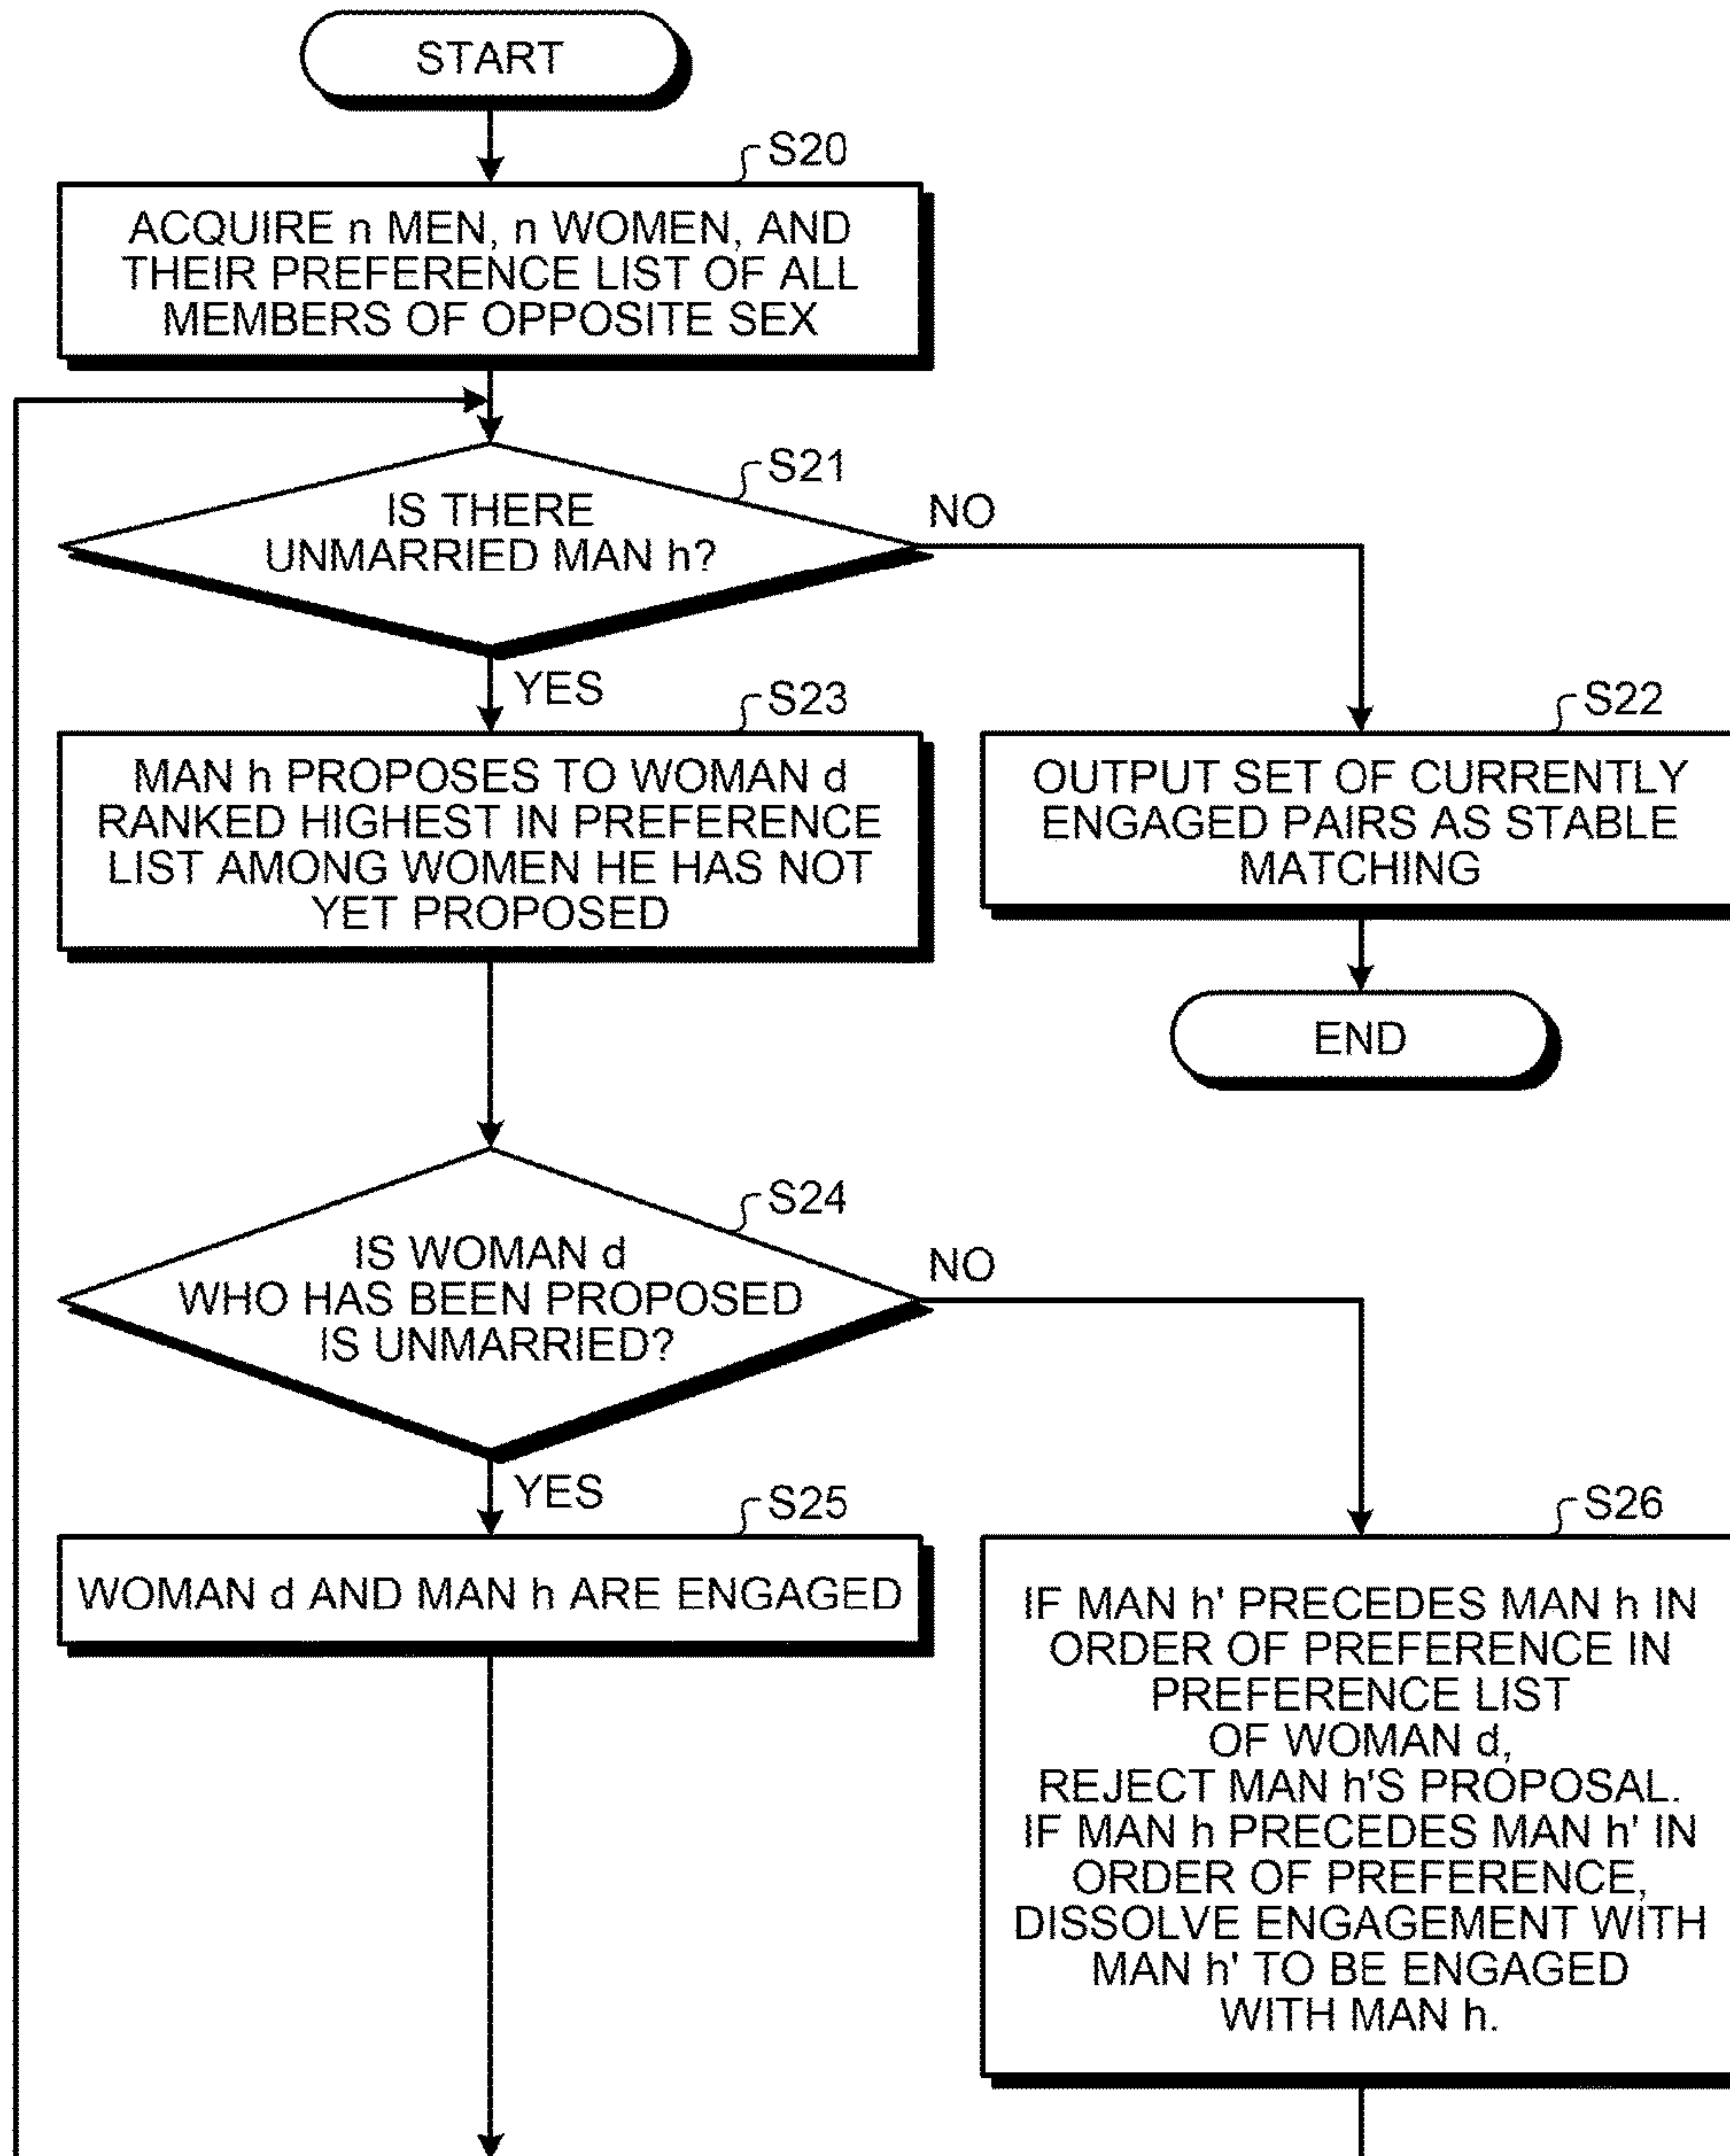 START
S20
ACQUIRE n MEN, n WOMEN, AND
THEIR PREFERENCE LIST OF ALL
MEMBERS OF OPPOSITE SEX
S21
IS THERE
UNMARRIED MAN h?
NO
YES
S23
MAN h PROPOSES TO WOMAN d
RANKED HIGHEST IN PREFERENCE
LIST AMONG WOMEN HE HAS NOT
YET PROPOSED
S22
OUTPUT SET OF CURRENTLY
ENGAGED PAIRS AS STABLE
MATCHING
END
S24
IS WOMAN d
WHO HAS BEEN PROPOSED
IS UNMARRIED?
NO
YES
S25
WOMAN d AND MAN h ARE ENGAGED
S26
IF MAN h' PRECEDES MAN h IN
ORDER OF PREFERENCE IN
PREFERENCE LIST
OF WOMAN d,
REJECT MAN h'S PROPOSAL.
IF MAN h PRECEDES MAN h' IN
ORDER OF PREFERENCE,
DISSOLVE ENGAGEMENT WITH
MAN h' TO BE ENGAGED
WITH MAN h.